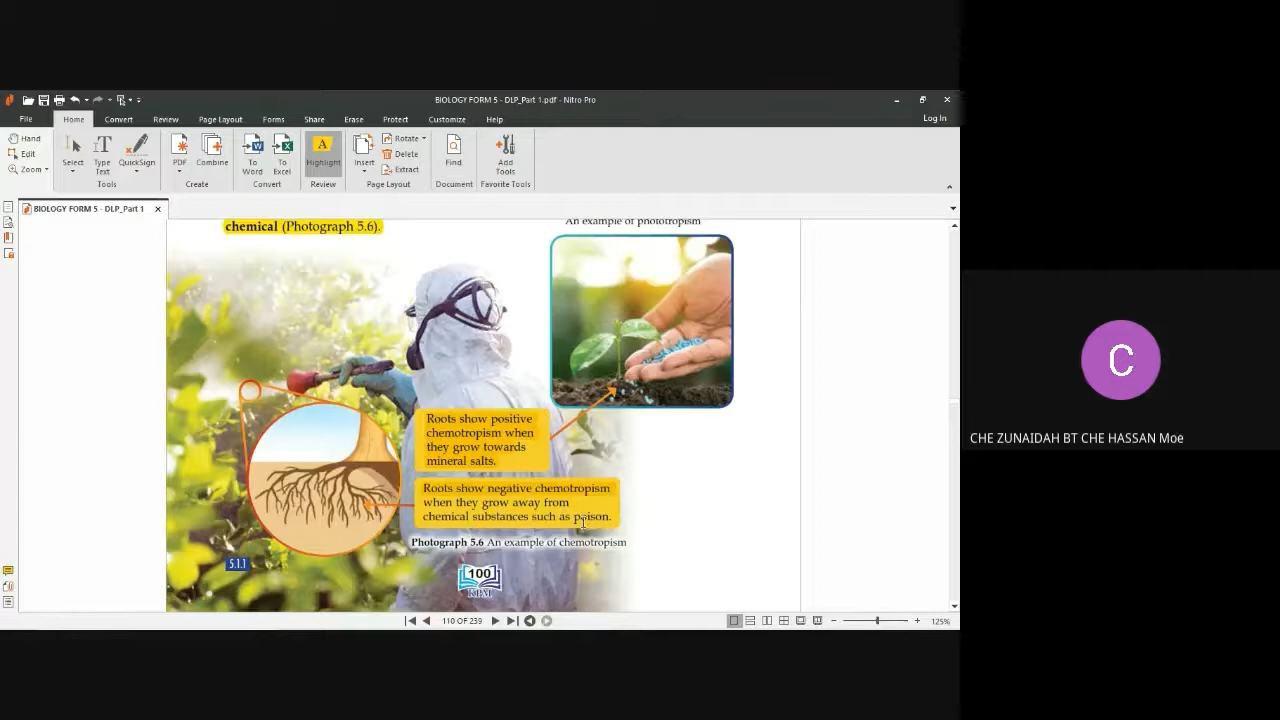 BIOLOGY FORM 5 - DLP_Part 1.pdf - Nitro Pro
File Home Convert Review Page Layout Forms Share Erase Protect Customize Help
Log In
Hand
Edit
Zoom
Select
Type Text
QuickSign
Tools
PDF
Combine
Create
To Word
To Excel
Convert
A
Highlight
Review
Insert
Rotate
Delete
Extract
Page Layout
Find
Document
Add Tools
Favorite Tools
BIOLOGY FORM 5 - DLP_Part 1
chemical (Photograph 5.6).
An example of phototropism
Roots show positive
chemotropism when
they grow towards
mineral salts.
Roots show negative chemotropism
when they grow away from
chemical substances such as poison.
Photograph 5.6 An example of chemotropism
5.1.1
100
KPM
110 OF 239
125%
C
CHE ZUNAIDAH BT CHE HASSAN Moe